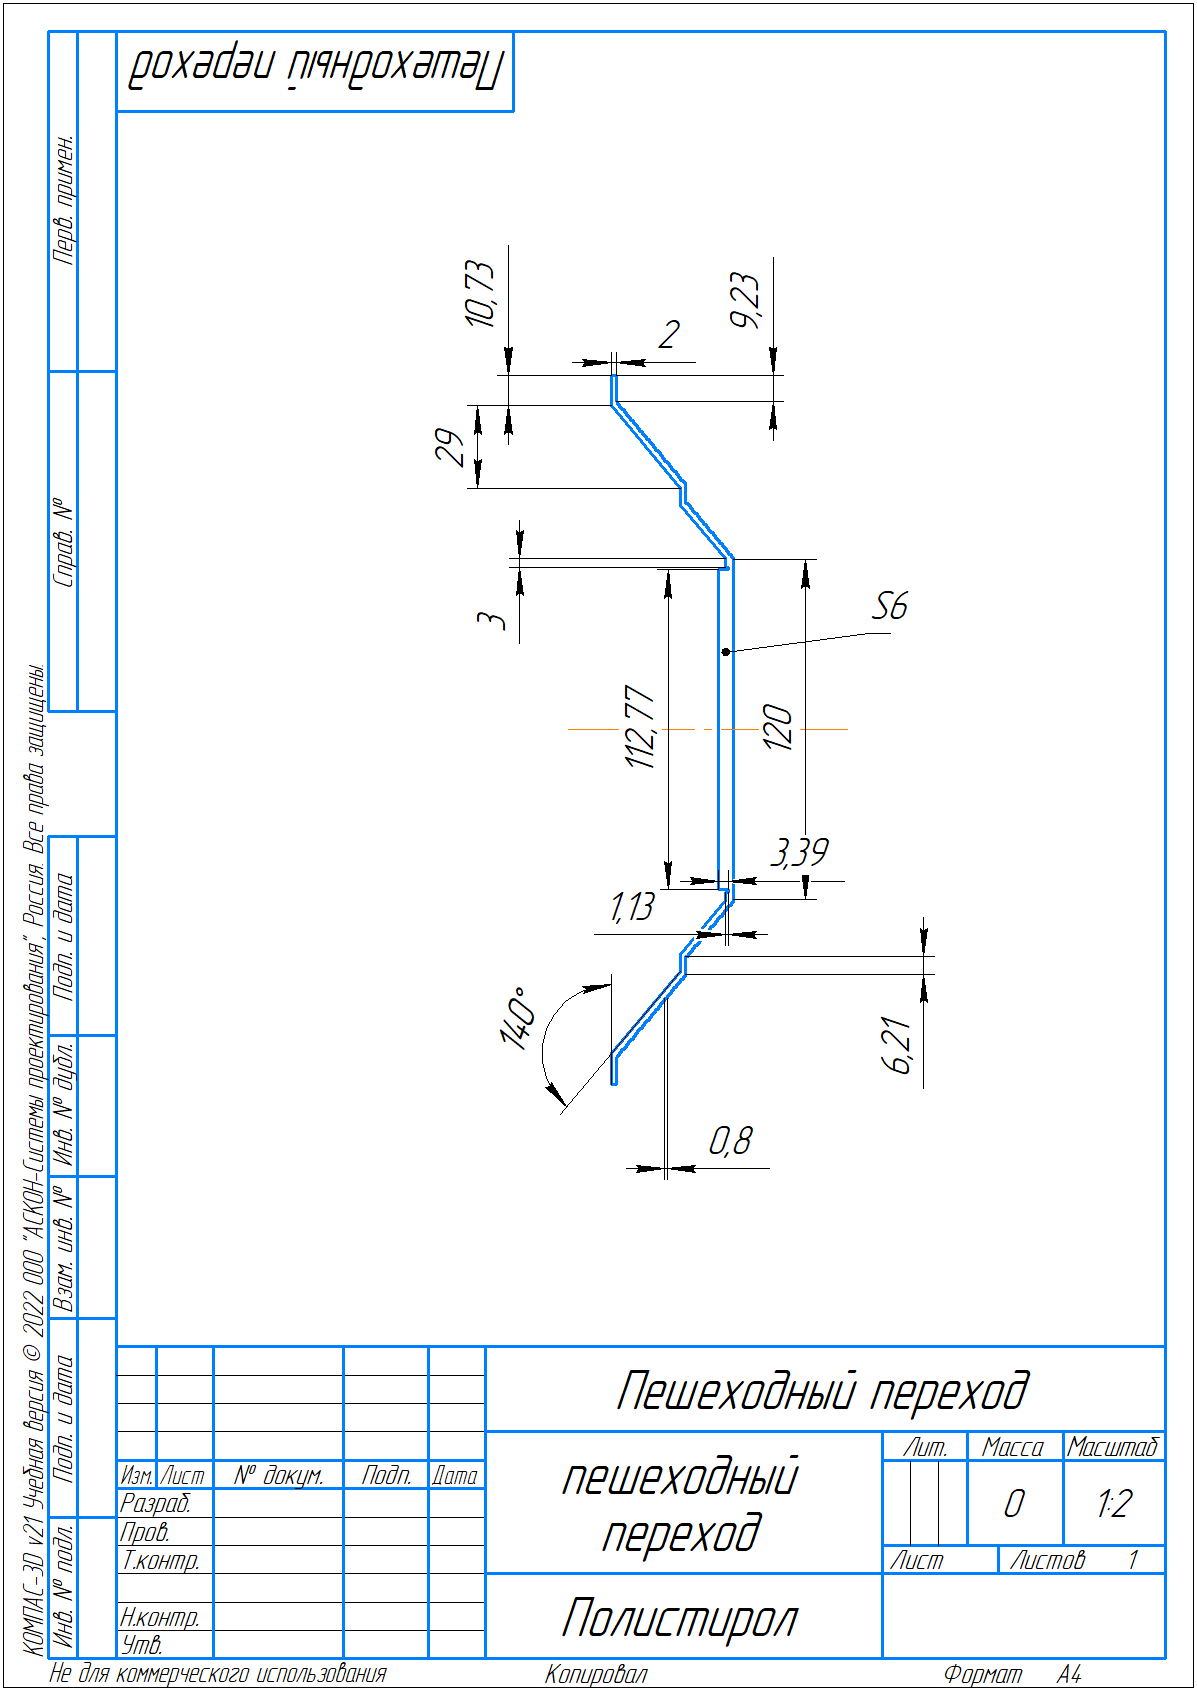 Пешеходный переход
Перв. примен.
Справ. №
Подп. и дата
Инв. № дубл.
Взам. инв. №
Подп. и дата
Инв. № подл.
КОМПАС-3D v21 Учебная версия © 2022 ООО "АСКОН-Системы проектирования", Россия. Все права защищены.
10,73
9,23
2
29
3
S6
112,77
120
3,39
1,13
140°
6,21
0,8
Пешеходный переход
Лит. Масса Масштаб
пешеходный
переход
0 1:2
Изм. Лист № докум. Подп. Дата
Разраб.
Пров.
Т.контр.
Лист Листов 1
Н.контр.
Утв.
Полистирол
Не для коммерческого использования Копировал Формат А4